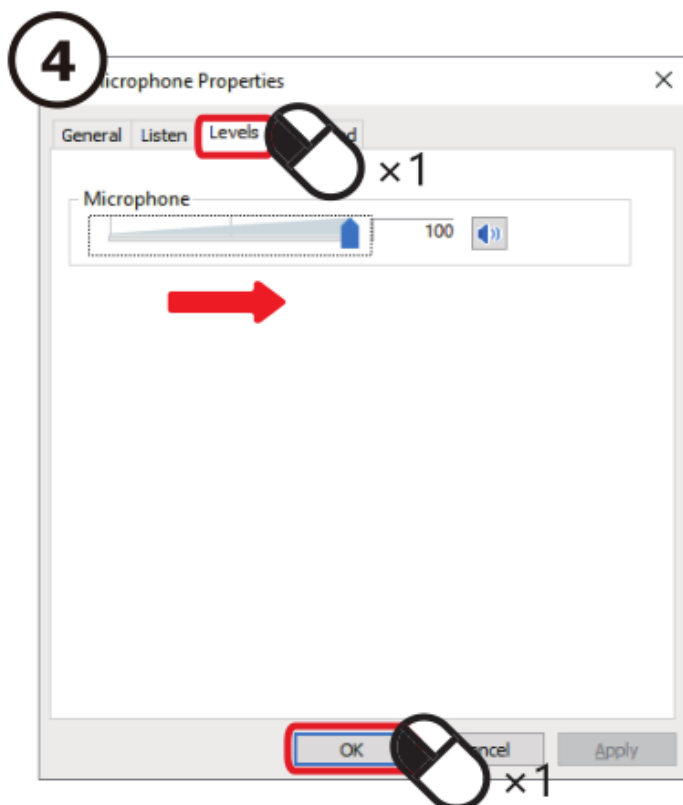 4
icrophone Properties
General Listen Levels d
×1
Microphone
100
OK ncel Apply
×1